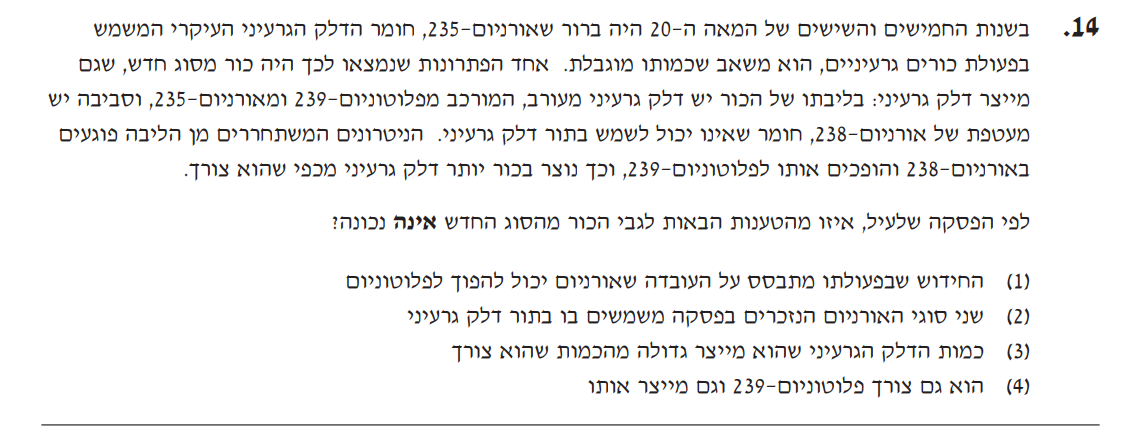 14. בשנות החמישים והשישים של המאה ה-20 היה ברור שאורניום-235, חומר הדלק הגרעיני העיקרי המשמש
בפעולת כורים גרעיניים, הוא משאב שכמותו מוגבלת. אחד הפתרונות שנמצאו לכך היה כור מסוג חדש, שגם
מייצר דלק גרעיני: בליבתו של הכור יש דלק גרעיני מעורב, המורכב מפלוטוניום-239 ומאורניום-235, וסביבה יש
מעטפת של אורניום-238, חומר שאינו יכול לשמש בתור דלק גרעיני. הניטרונים המשתחררים מן הליבה פוגעים
באורניום-238 והופכים אותו לפלוטוניום-239, וכך נוצר בכור יותר דלק גרעיני מכפי שהוא צורך.
לפי הפסקה שלעיל, איזו מהטענות הבאות לגבי הכור מהסוג החדש אינה נכונה?
(1) החידוש שבפעולתו מתבסס על העובדה שאורניום יכול להפוך לפלוטוניום
(2) שני סוגי האורניום הנזכרים בפסקה משמשים בו בתור דלק גרעיני
(3) כמות הדלק הגרעיני שהוא מייצר גדולה מהכמות שהוא צורך
(4) הוא גם צורך פלוטוניום-239 וגם מייצר אותו